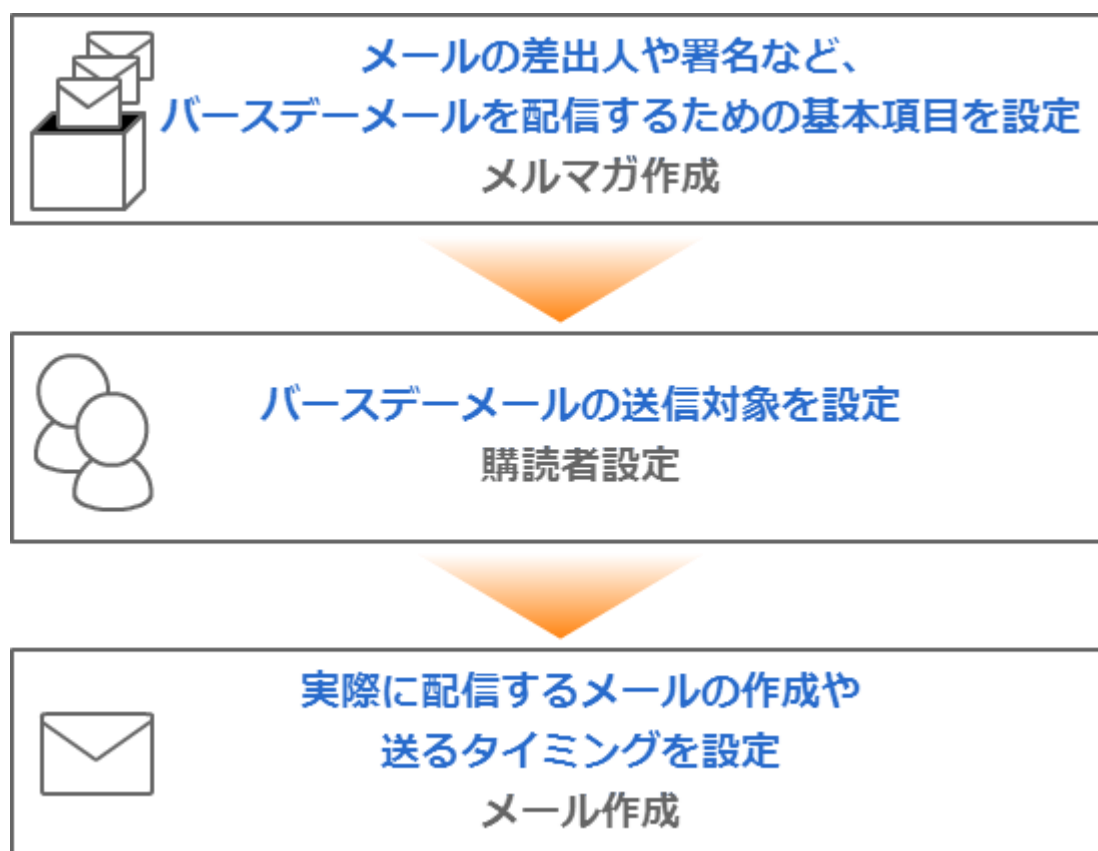 メールの差出人や署名など、
バースデーメールを配信するための基本項目を設定
メルマガ作成
バースデーメールの送信対象を設定
購読者設定
実際に配信するメールの作成や
送るタイミングを設定
メール作成